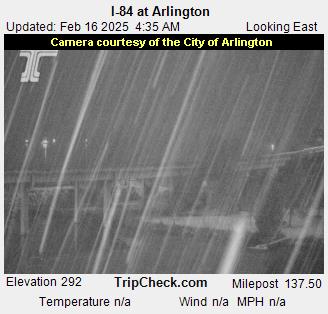 I-84 at Arlington
Updated: Feb 16 2025 4:35 AM Looking East
Camera courtesy of the City of Arlington
Elevation 292 TripCheck.com Milepost 137.50
Temperature n/a Wind n/a MPH n/a